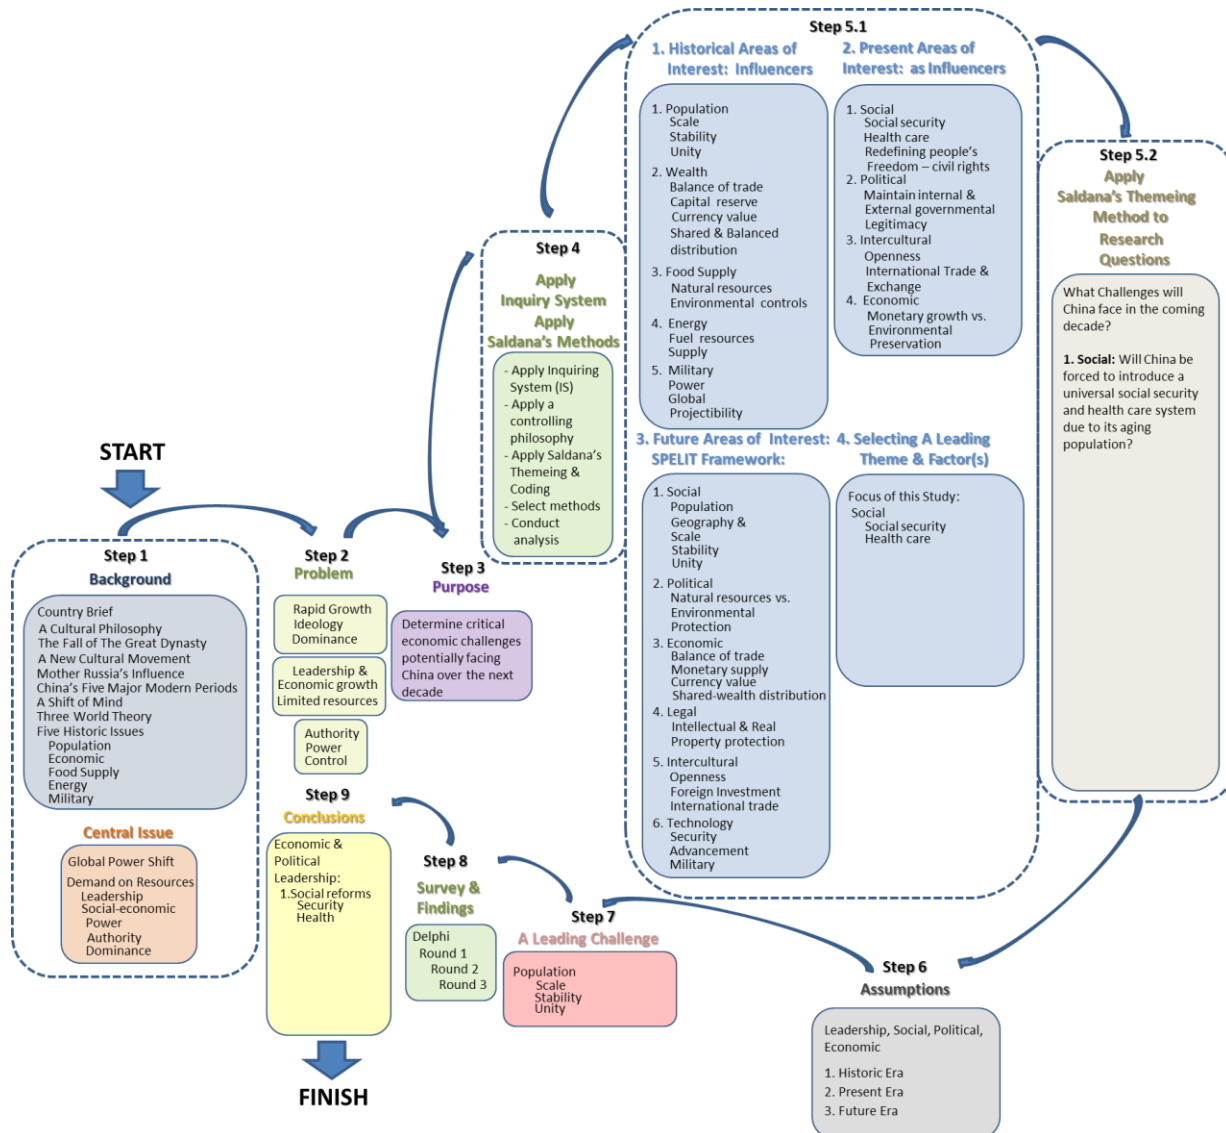 START
Step 1
Background
Country Brief
A Cultural Philosophy
The Fall of The Great Dynasty
A New Cultural Movement
Mother Russia's Influence
China's Five Major Modern Periods
A Shift of Mind
Three World Theory
Five Historic Issues
Population
Economic
Food Supply
Energy
Military
Central Issue
Global Power Shift
Demand on Resources
Leadership
Social-economic
Power
Authority
Dominance
Step 2
Problem
Rapid Growth
Ideology
Dominance
Leadership &
Economic growth
Limited resources
Authority
Power
Control
Step 3
Purpose
Determine critical
economic challenges
potentially facing
China over the next
decade
Step 4
Apply
Inquiry System
Apply
Saldana's Methods
- Apply Inquiring
System (IS)
- Apply a
controlling
philosophy
- Apply Saldana's
Themeing &
Coding
- Select methods
- Conduct
analysis
Step 5.1
1. Historical Areas of
Interest: Influencers
1. Population
Scale
Stability
Unity
2. Wealth
Balance of trade
Capital reserve
Currency value
Shared & Balanced
distribution
3. Food Supply
Natural resources
Environmental controls
4. Energy
Fuel resources
Supply
5. Military
Power
Global
Projectibility
2. Present Areas of
Interest: as Influencers
1. Social
Social security
Health care
Redefining people's
Freedom – civil rights
2. Political
Maintain internal &
External governmental
Legitimacy
3. Intercultural
Openness
International Trade &
Exchange
4. Economic
Monetary growth vs.
Environmental
Preservation
3. Future Areas of Interest:
SPELIT Framework:
1. Social
Population
Geography &
Scale
Stability
Unity
2. Political
Natural resources vs.
Environmental
Protection
3. Economic
Balance of trade
Monetary supply
Currency value
Shared-wealth distribution
4. Legal
Intellectual & Real
Property protection
5. Intercultural
Openness
Foreign Investment
International trade
6. Technology
Security
Advancement
Military
4. Selecting A Leading
Theme & Factor(s)
Focus of this Study:
Social
Social security
Health care
Step 5.2
Apply
Saldana's Themeing
Method to
Research
Questions
What Challenges will
China face in the coming
decade?
1. Social: Will China be
forced to introduce a
universal social security
and health care system
due to its aging
population?
Step 6
Assumptions
Leadership, Social, Political,
Economic
1. Historic Era
2. Present Era
3. Future Era
Step 7
A Leading Challenge
Population
Scale
Stability
Unity
Step 8
Survey &
Findings
Delphi
Round 1
Round 2
Round 3
Step 9
Conclusions
Economic &
Political
Leadership:
1.Social reforms
Security
Health
FINISH